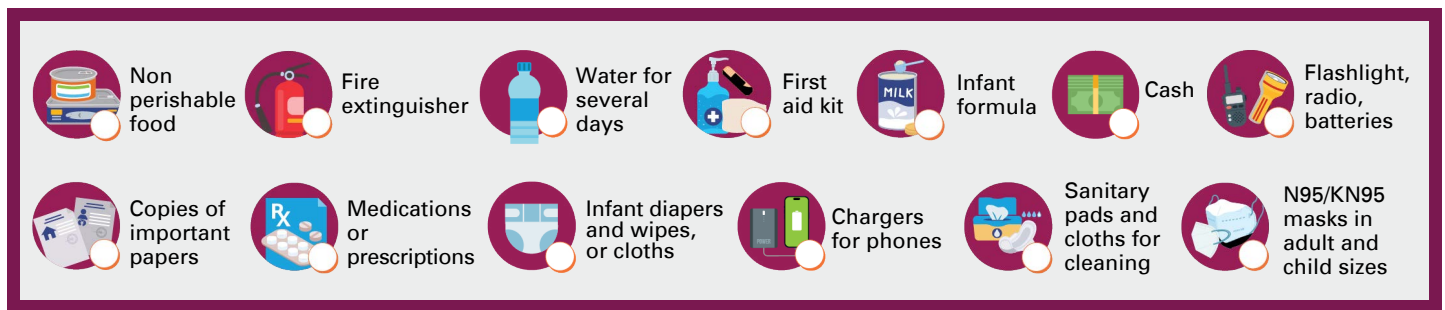 Non
perishable
food
Fire
extinguisher
Water for
several
days
First
aid kit
MILK
Infant
formula
Cash
Flashlight,
radio,
batteries
Copies of
important
papers
Rx
Medications
or
prescriptions
Infant diapers
and wipes,
or cloths
POWER
Chargers
for phones
Sanitary
pads and
cloths for
cleaning
N95/KN95
masks in
adult and
child sizes